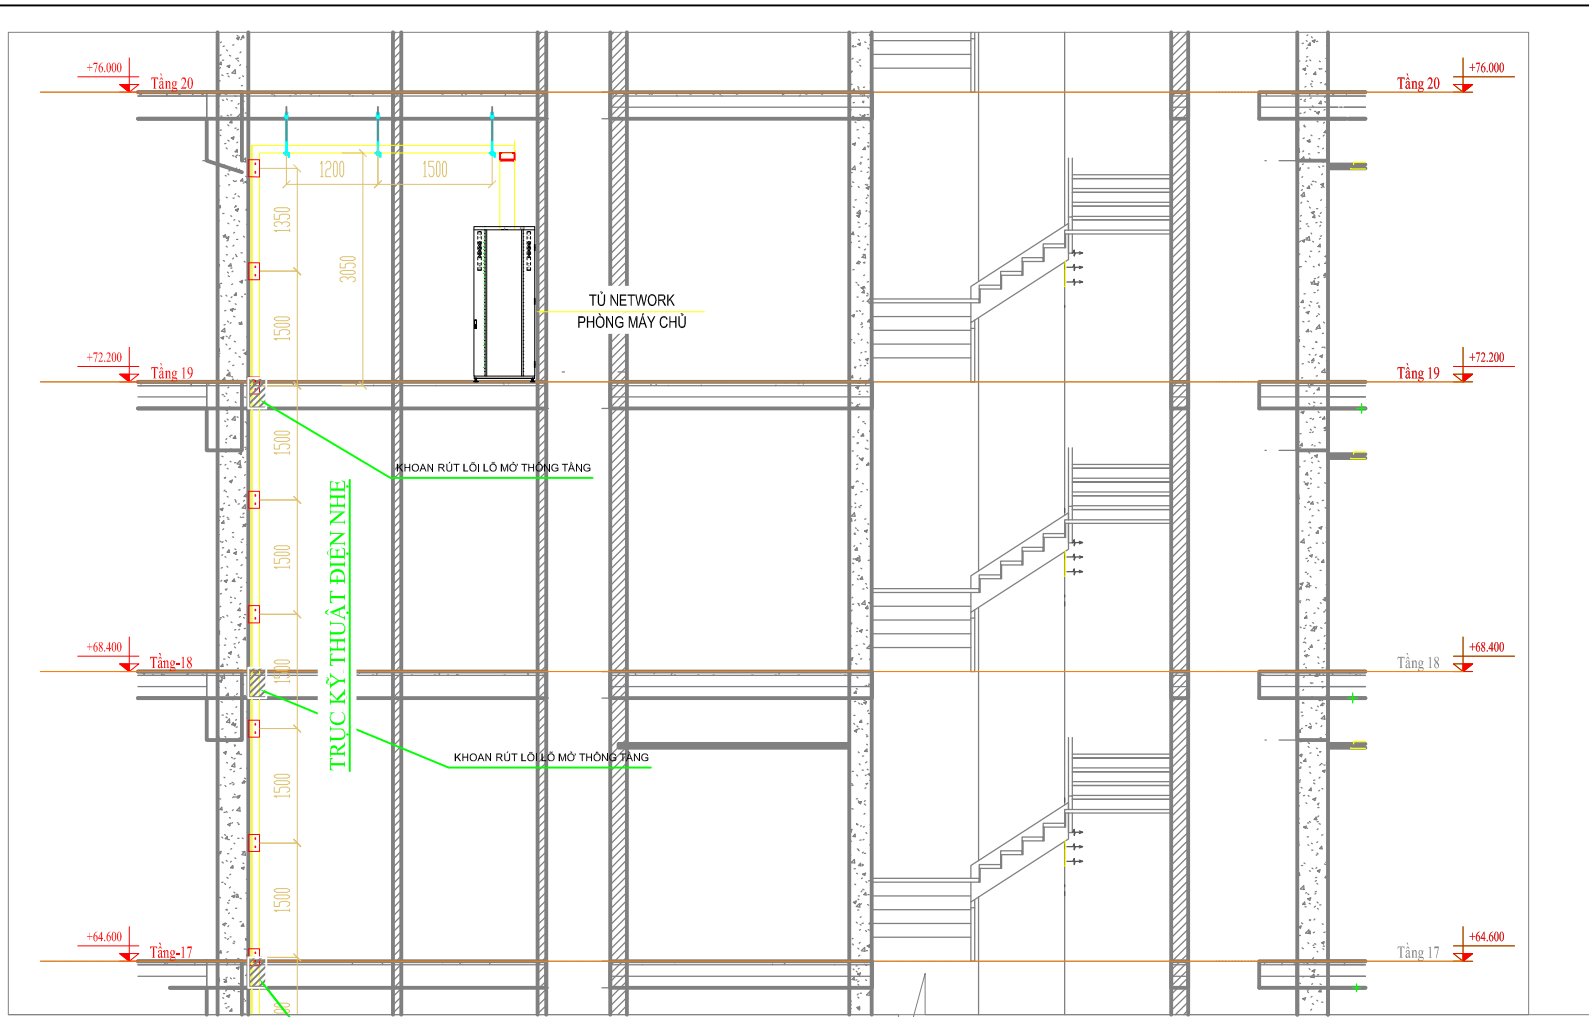 +76.000
Tầng 20
Tầng 20
+76.000
1200
1500
1350
3050
TỦ NETWORK
PHÒNG MÁY CHỦ
1500
+72.200
Tầng 19
Tầng 19
+72.200
1500
KHOAN RÚT LÕI LỖ MỞ THÔNG TẦNG
1500
TRỤC KỸ THUẬT ĐIỆN NHẸ
+68.400
Tầng-18
1500
Tầng 18
+68.400
KHOAN RÚT LÕI LỖ MỞ THÔNG TẦNG
1500
1500
+64.600
Tầng-17
Tầng 17
+64.600